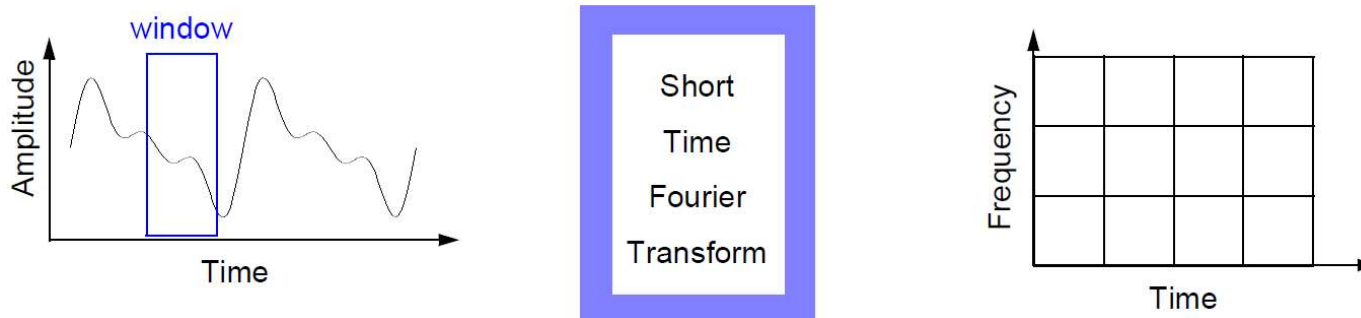 window
Amplitude
Time
Short
Time
Fourier
Transform
Frequency
Time